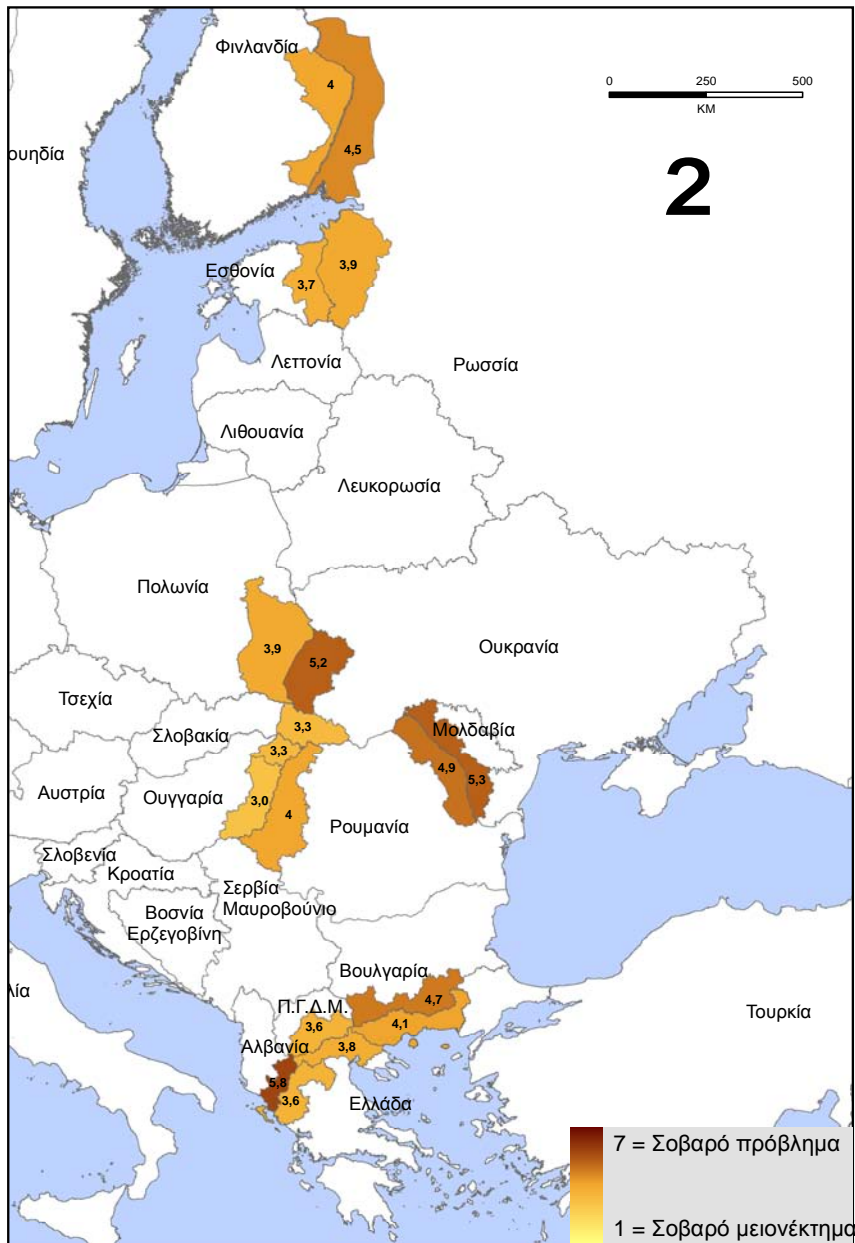 Φινλανδία
0 250 500
KM
4
4,5
ουηδία
2
Εσθονία
3,9
3,7
Λεττονία
Ρωσσία
Λιθουανία
Λευκορωσία
Πολωνία
3,9
5,2
Ουκρανία
Τσεχία
Σλοβακία
3,3
Μολδαβία
3,3
4,9
5,3
Αυστρία
Ουγγαρία
3,0
4
Ρουμανία
Σλοβενία
Κροατία
Σερβία
Μαυροβούνιο
Βοσνία
Ερζεγοβίνη
Βουλγαρία
λία
4,7
Π.Γ.Δ.Μ.
3,6
4,1
Τουρκία
Αλβανία
3,8
5,8
3,6
Ελλάδα
7 = Σοβαρό πρόβλημα
1 = Σοβαρό μειονέκτημα